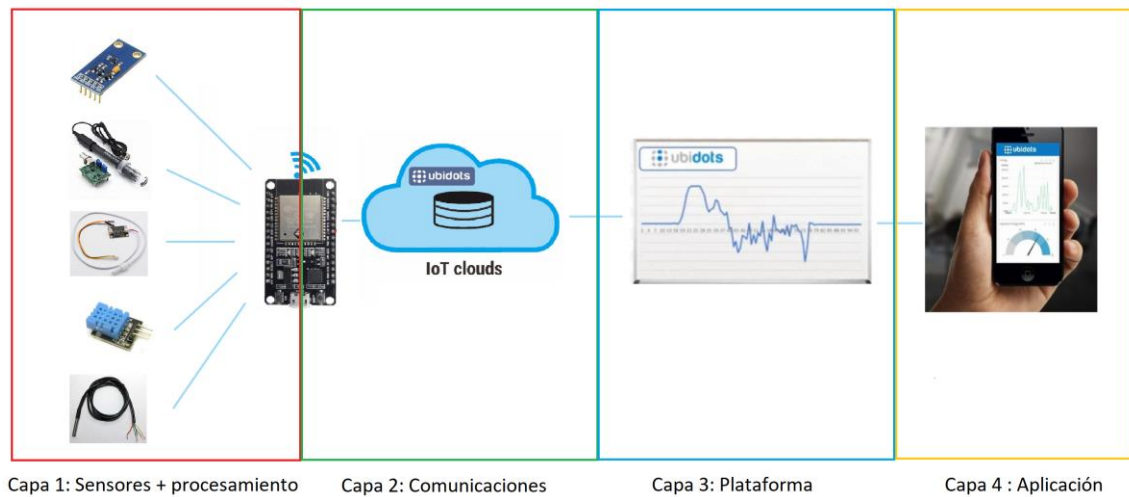 ubidots
IoT clouds
ubidots
ubidots
Capa 1: Sensores + procesamiento
Capa 2: Comunicaciones
Capa 3: Plataforma
Capa 4 : Aplicación